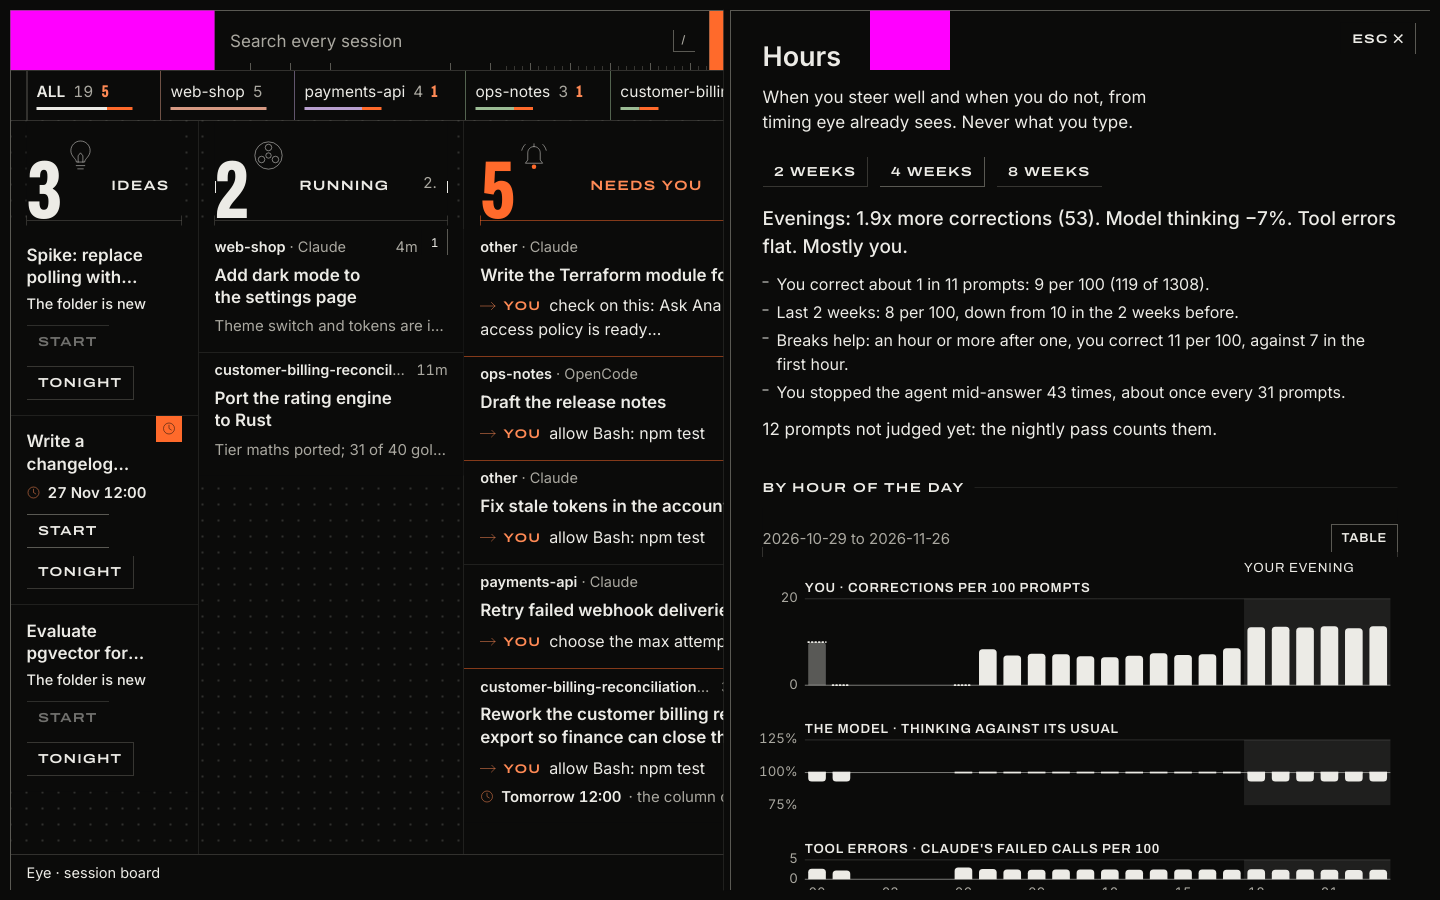 Search every session
/
ALL 19 5
web-shop 5
payments-api 4 1
ops-notes 3 1
customer-billin
3 IDEAS
Spike: replace
polling with...
The folder is new
START
TONIGHT
Write a
changelog...
27 Nov 12:00
START
TONIGHT
Evaluate
pgvector for...
The folder is new
START
TONIGHT
2 RUNNING 2.
web-shop · Claude 4m 1
Add dark mode to
the settings page
Theme switch and tokens are i...
customer-billing-reconcil... 11m
Port the rating engine
to Rust
Tier maths ported; 31 of 40 gol...
5 NEEDS YOU
other · Claude
Write the Terraform module fo
→ YOU check on this: Ask Ana
access policy is ready...
ops-notes · OpenCode
Draft the release notes
→ YOU allow Bash: npm test
other · Claude
Fix stale tokens in the accoun
→ YOU allow Bash: npm test
payments-api · Claude
Retry failed webhook deliverie
→ YOU choose the max attemp
customer-billing-reconciliation...
Rework the customer billing re
export so finance can close th
→ YOU allow Bash: npm test
Tomorrow 12:00 · the column
Eye · session board
Hours
ESC ×
When you steer well and when you do not, from
timing eye already sees. Never what you type.
2 WEEKS
4 WEEKS
8 WEEKS
Evenings: 1.9x more corrections (53). Model thinking −7%. Tool errors
flat. Mostly you.
– You correct about 1 in 11 prompts: 9 per 100 (119 of 1308).
– Last 2 weeks: 8 per 100, down from 10 in the 2 weeks before.
– Breaks help: an hour or more after one, you correct 11 per 100, against 7 in the
first hour.
– You stopped the agent mid-answer 43 times, about once every 31 prompts.
12 prompts not judged yet: the nightly pass counts them.
BY HOUR OF THE DAY
2026-10-29 to 2026-11-26
TABLE
YOUR EVENING
YOU · CORRECTIONS PER 100 PROMPTS
20
0
THE MODEL · THINKING AGAINST ITS USUAL
125%
100%
75%
TOOL ERRORS · CLAUDE'S FAILED CALLS PER 100
5
0